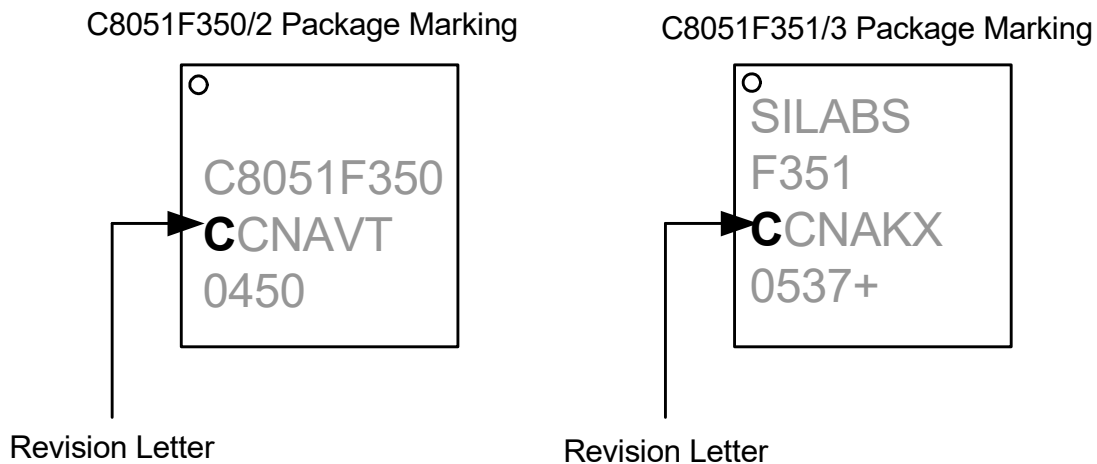 C8051F350/2 Package Marking
C8051F350
CCNAVT
0450
Revision Letter
C8051F351/3 Package Marking
SILABS
F351
CCNAKX
0537+
Revision Letter